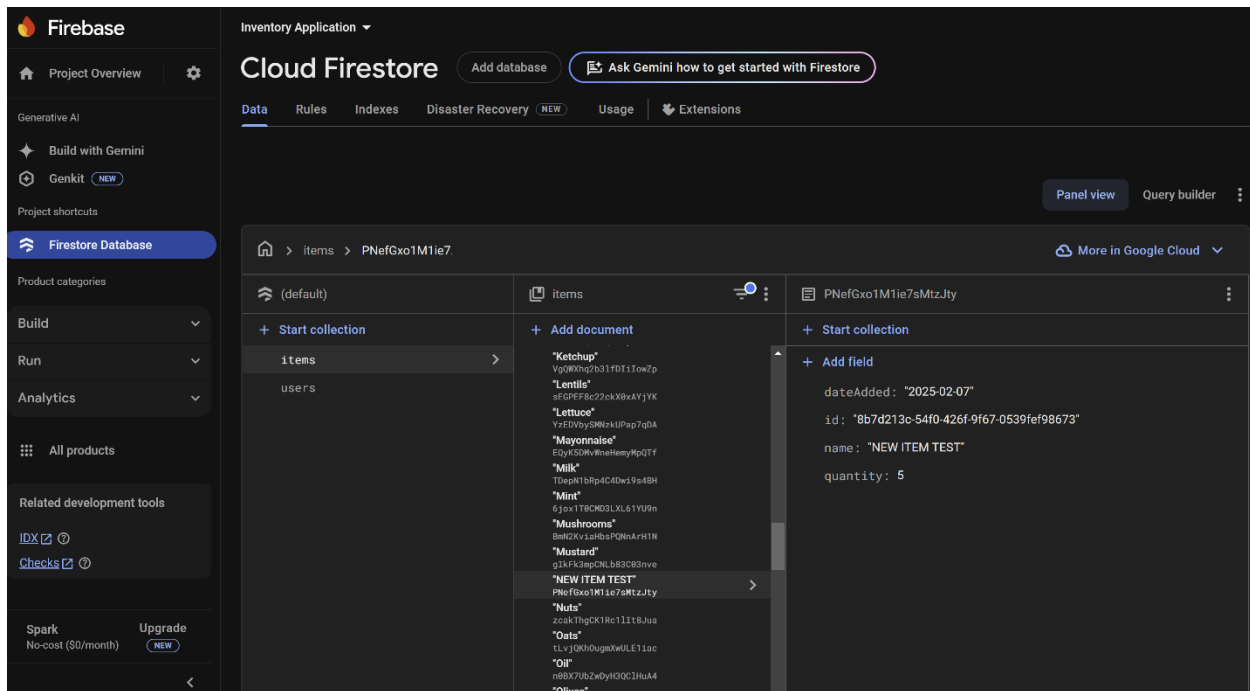 Firebase
Project Overview
Generative AI
Build with Gemini
Genkit NEW
Project shortcuts
Firestore Database
Product categories
Build
Run
Analytics
All products
Related development tools
IDX
Checks
Spark
No-cost ($0/month)
Upgrade
NEW
Inventory Application
Cloud Firestore
Add database
Ask Gemini how to get started with Firestore
Data Rules Indexes Disaster Recovery NEW Usage Extensions
Panel view Query builder
items PNefGxo1M1ie7
More in Google Cloud
(default)
+ Start collection
items
users
items
+ Add document
"Ketchup"
VgQWXhq2b3lfDIiIowZp
"Lentils"
sEGPEF8c22ckX0xAYjYK
"Lettuce"
YzEDVbySMNzkUPap7qDA
"Mayonnaise"
EQyK5DMvWneHemyMpQTf
"Milk"
TDepN1bRp4C4Dwi9s4BH
"Mint"
6jox1T0CMD3LXL61YU9n
"Mushrooms"
BmN2KviaHbsPQNnArH1N
"Mustard"
gIkFk3mpCNLbB3C03nve
"NEW ITEM TEST"
PNefGxo1M1ie7sMtzJty
"Nuts"
zcakThgCK1Rc1lIt8Jua
"Oats"
tLvjQKhOugmXwULE1iac
"Oil"
n0BX7UbZwDyH3QClHuA4
"Olives"
PNefGxo1M1ie7sMtzJty
+ Start collection
+ Add field
dateAdded: "2025-02-07"
id: "8b7d213c-54f0-426f-9f67-0539fef98673"
name: "NEW ITEM TEST"
quantity: 5